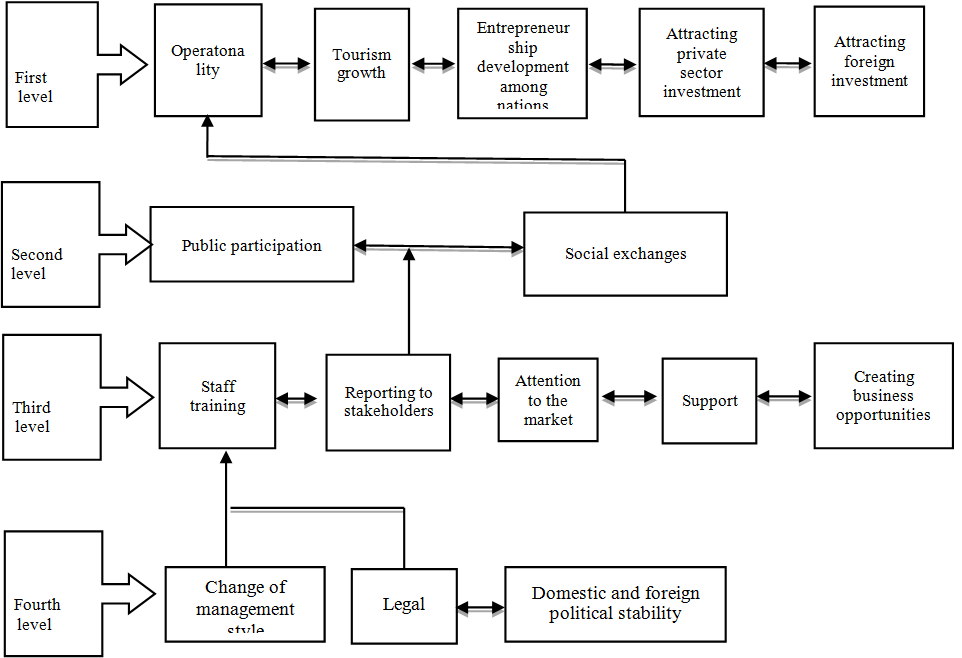 First
level
Operatona
lity
Tourism
growth
Entrepreneur
ship
development
among
nations
Attracting
private
sector
investment
Attracting
foreign
investment
Second
level
Public participation
Social exchanges
Third
level
Staff
training
Reporting to
stakeholders
Attention
to the
market
Support
Creating
business
opportunities
Fourth
level
Change of
management
style
Legal
Domestic and foreign
political stability